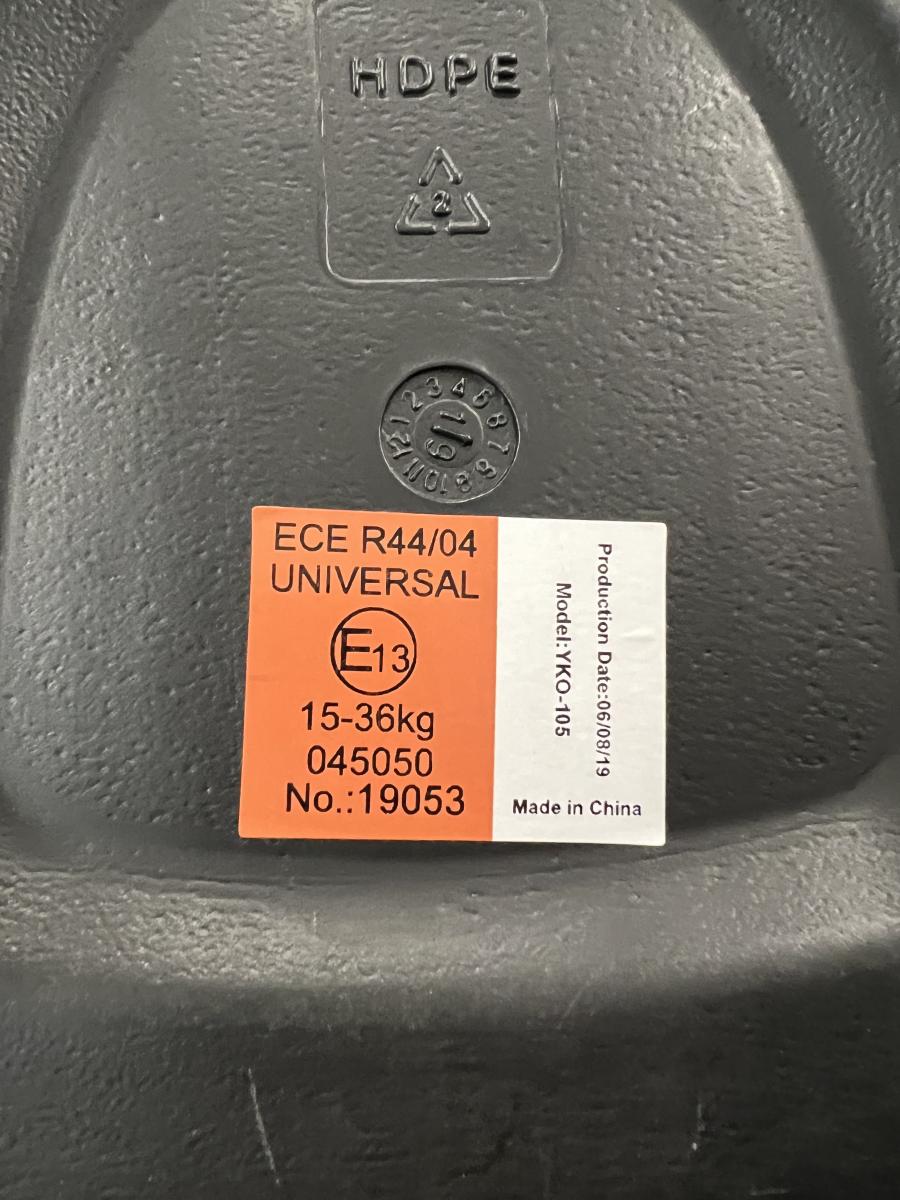 HDPE
2
1 2 3 4 5 6 7 8 9 10 11 12
19
ECE R44/04
UNIVERSAL
E13
15-36kg
045050
No.:19053
Production Date:06/08/19
Model:YKO-105
Made in China